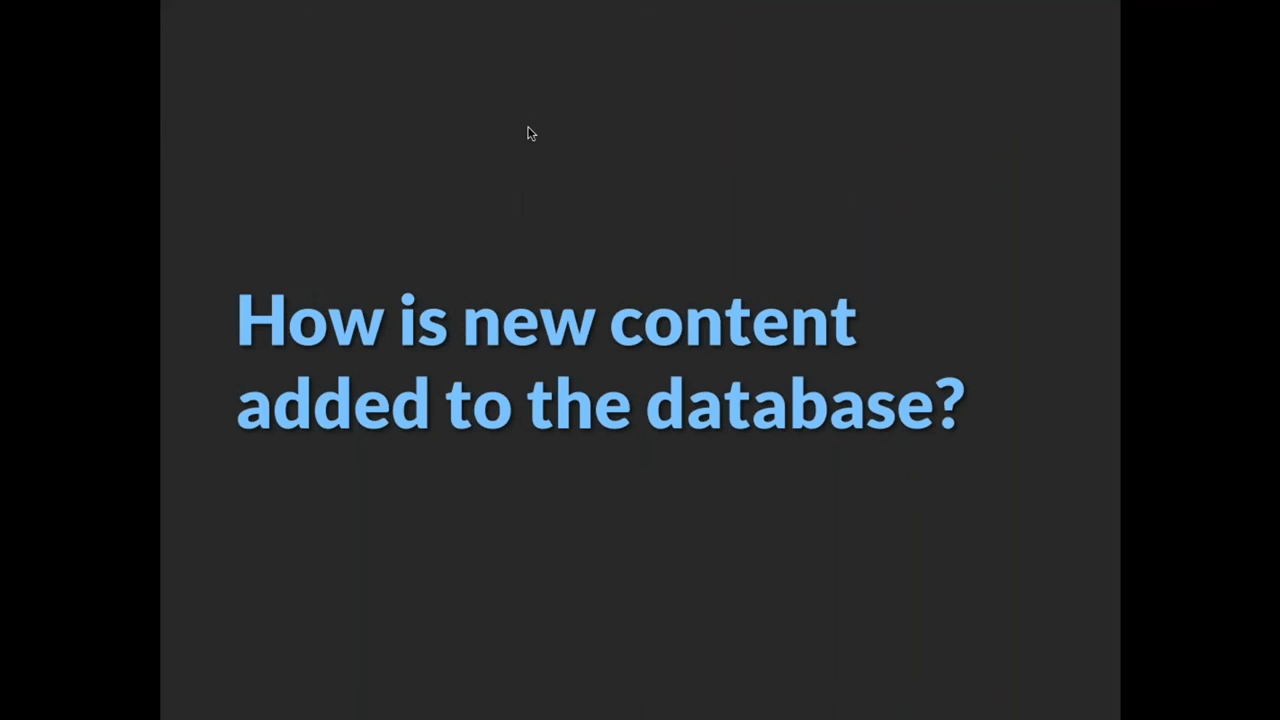 How is new content
added to the database?